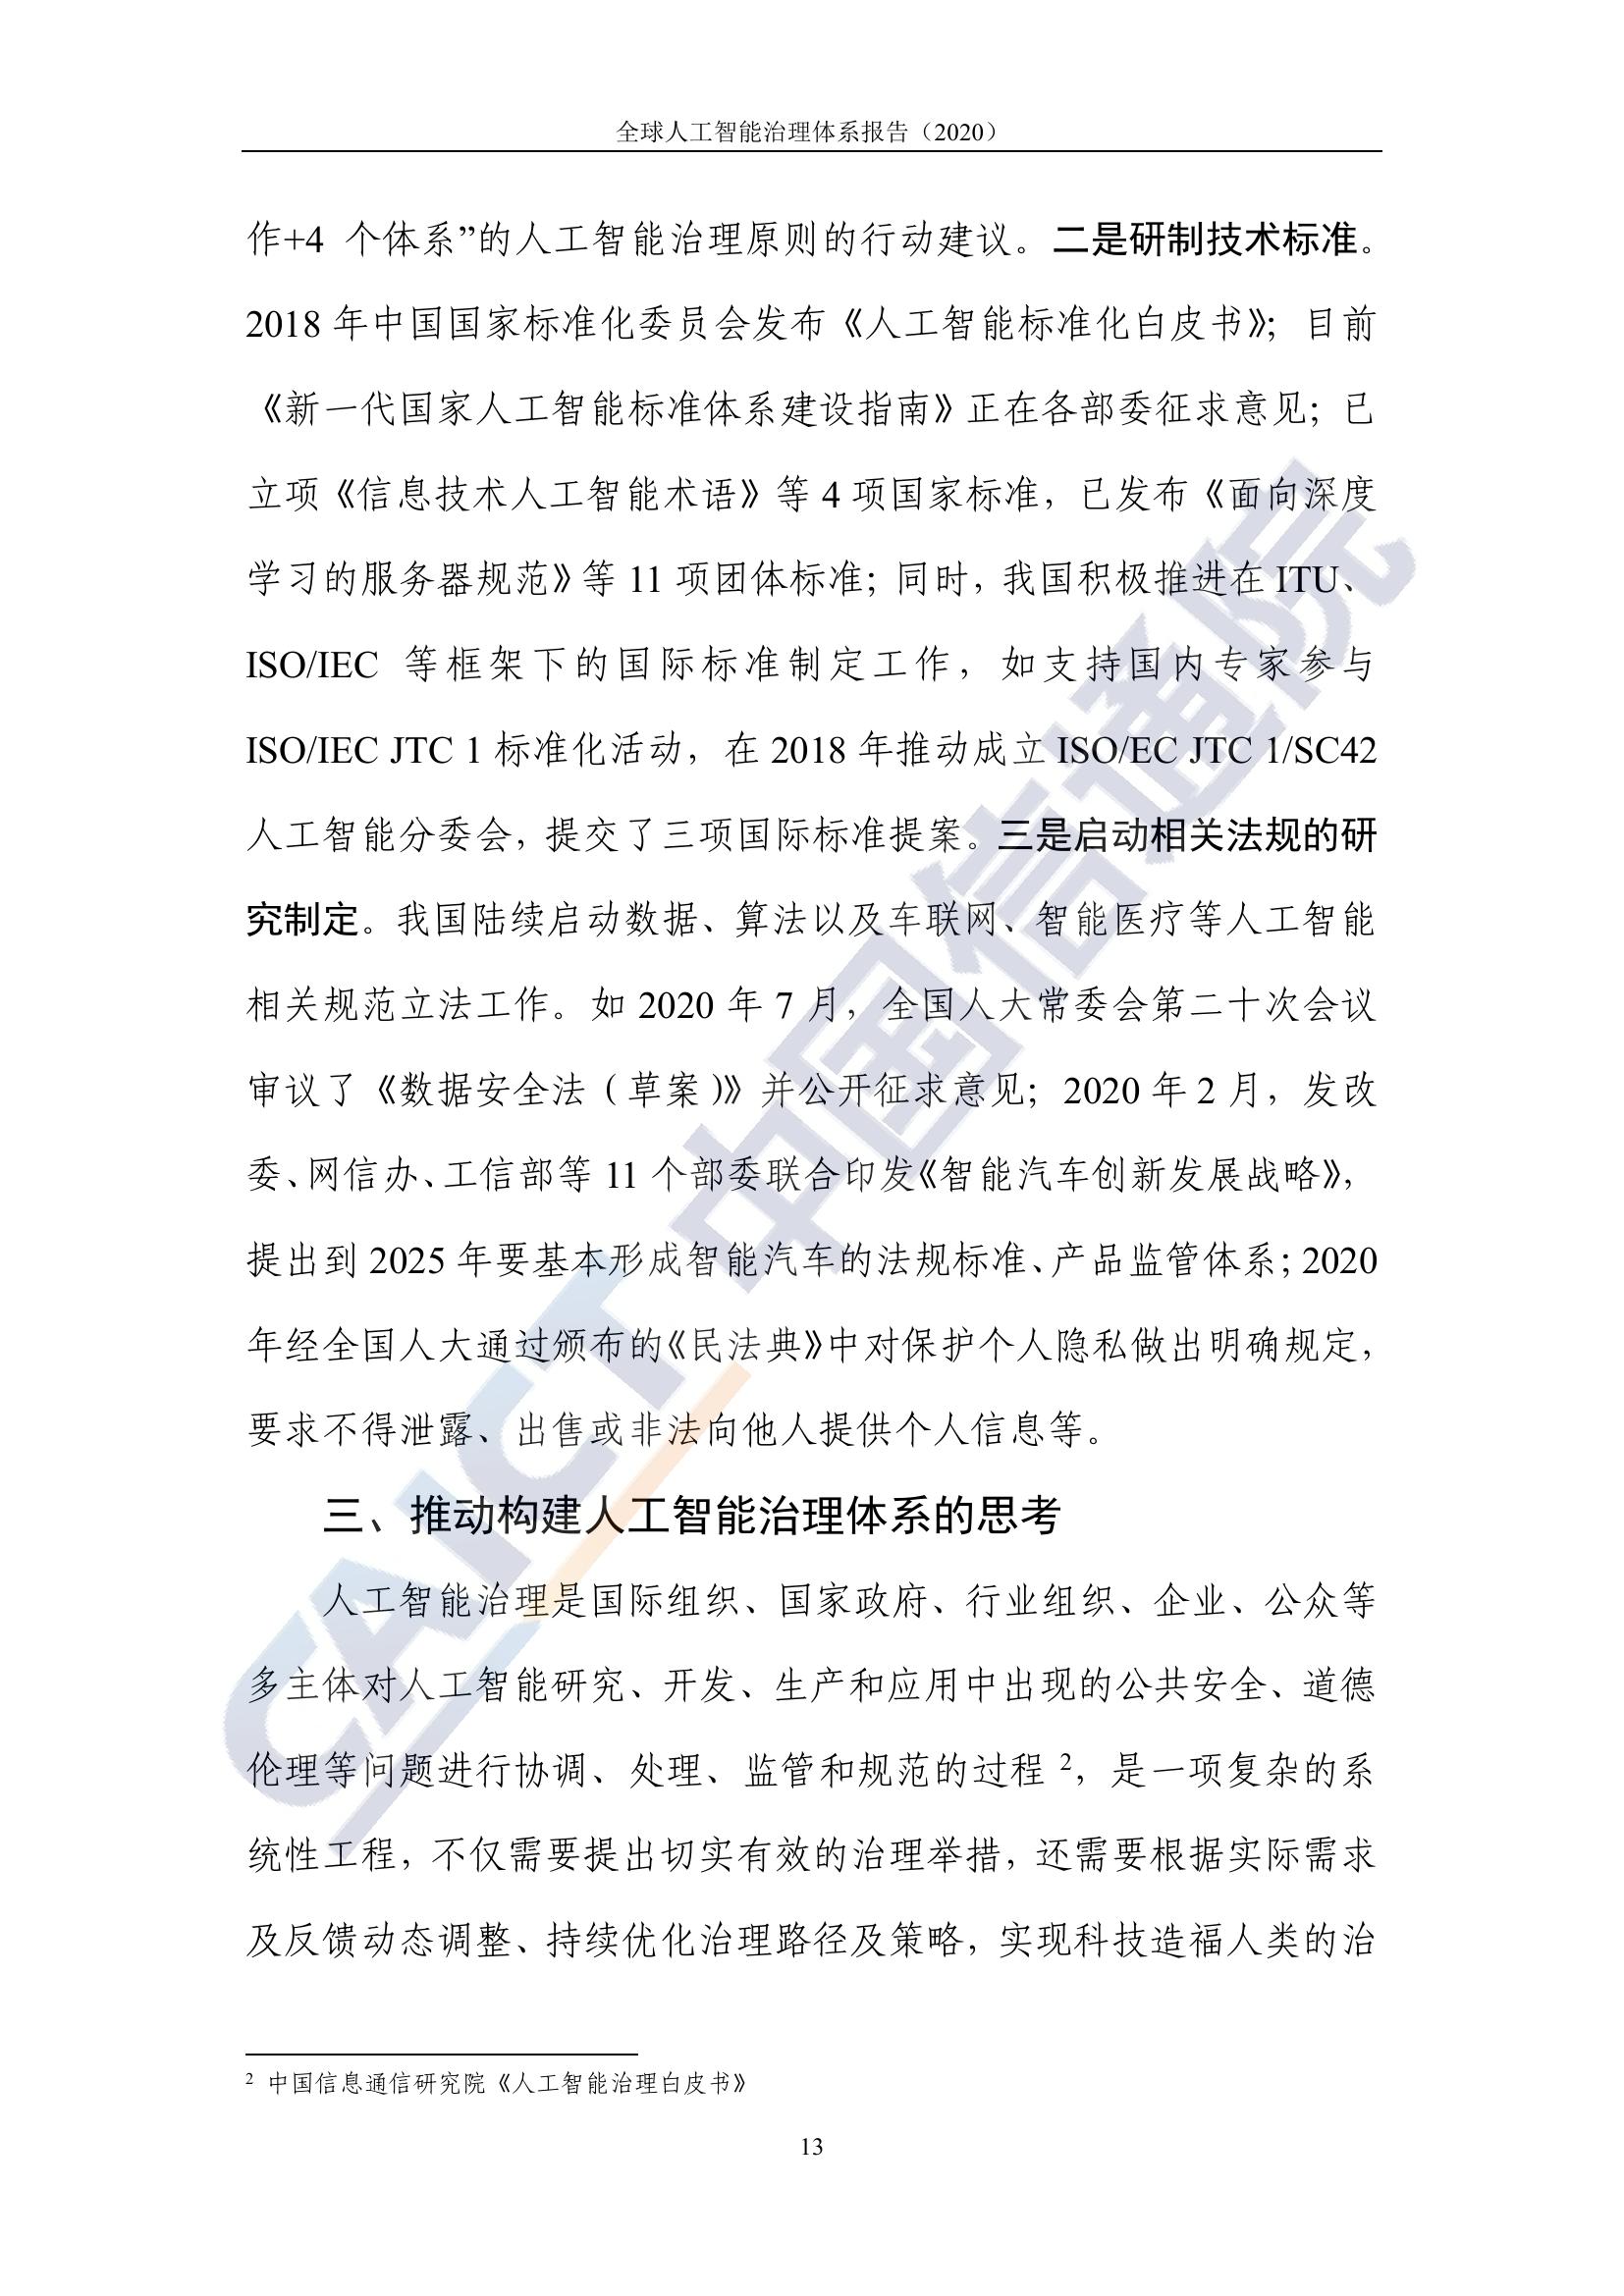 全球人工智能治理体系报告（2020）
作+4 个体系”的人工智能治理原则的行动建议。二是研制技术标准。
2018 年中国国家标准化委员会发布《人工智能标准化白皮书》；目前
《新一代国家人工智能标准体系建设指南》正在各部委征求意见；已
立项《信息技术人工智能术语》等 4 项国家标准，已发布《面向深度
学习的服务器规范》等 11 项团体标准；同时，我国积极推进在 ITU、
ISO/IEC 等框架下的国际标准制定工作，如支持国内专家参与
ISO/IEC JTC 1 标准化活动，在 2018 年推动成立 ISO/EC JTC 1/SC42
人工智能分委会，提交了三项国际标准提案。三是启动相关法规的研
究制定。我国陆续启动数据、算法以及车联网、智能医疗等人工智能
相关规范立法工作。如 2020 年 7 月，全国人大常委会第二十次会议
审议了《数据安全法（草案）》并公开征求意见；2020 年 2 月，发改
委、网信办、工信部等 11 个部委联合印发《智能汽车创新发展战略》，
提出到 2025 年要基本形成智能汽车的法规标准、产品监管体系；2020
年经全国人大通过颁布的《民法典》中对保护个人隐私做出明确规定，
要求不得泄露、出售或非法向他人提供个人信息等。
三、推动构建人工智能治理体系的思考
人工智能治理是国际组织、国家政府、行业组织、企业、公众等
多主体对人工智能研究、开发、生产和应用中出现的公共安全、道德
伦理等问题进行协调、处理、监管和规范的过程 2，是一项复杂的系
统性工程，不仅需要提出切实有效的治理举措，还需要根据实际需求
及反馈动态调整、持续优化治理路径及策略，实现科技造福人类的治
2 中国信息通信研究院《人工智能治理白皮书》
13
CAICT 中国信通院